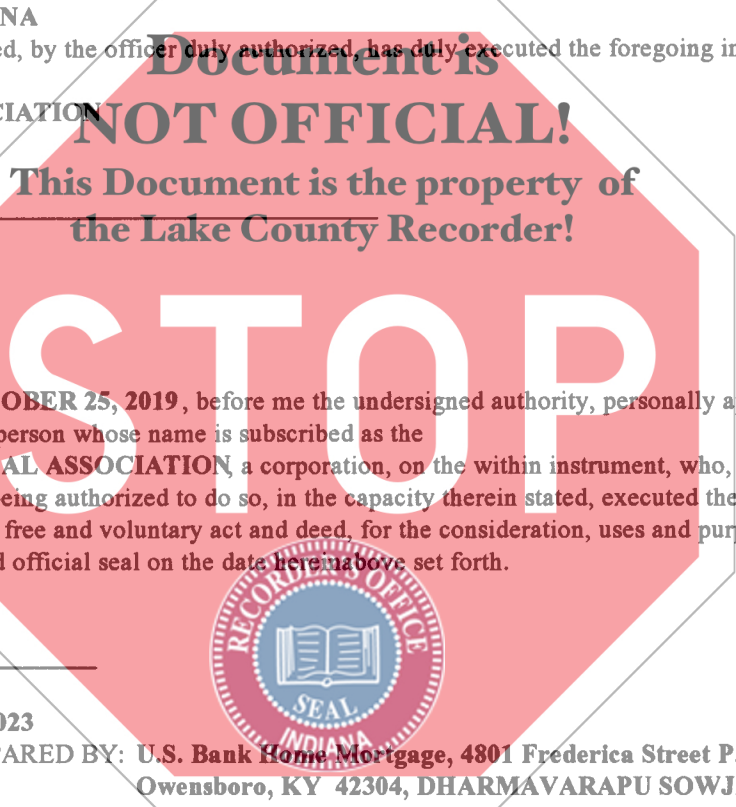 NA
ed, by the officer duly authorized, has duly executed the foregoing in
Document is
CIATION
NOT OFFICIAL!
This Document is the property of
the Lake County Recorder!
STOP
OBER 25, 2019, before me the undersigned authority, personally a
person whose name is subscribed as the
AL ASSOCIATION, a corporation, on the within instrument, who,
eing authorized to do so, in the capacity therein stated, executed the
free and voluntary act and deed, for the consideration, uses and pur
d official seal on the date hereinabove set forth.
RECORDER'S OFFICE
SEAL
INDIANA
023
PARED BY: U.S. Bank Home Mortgage, 4801 Frederica Street P.
Owensboro, KY 42304, DHARMAVARAPU SOWJ